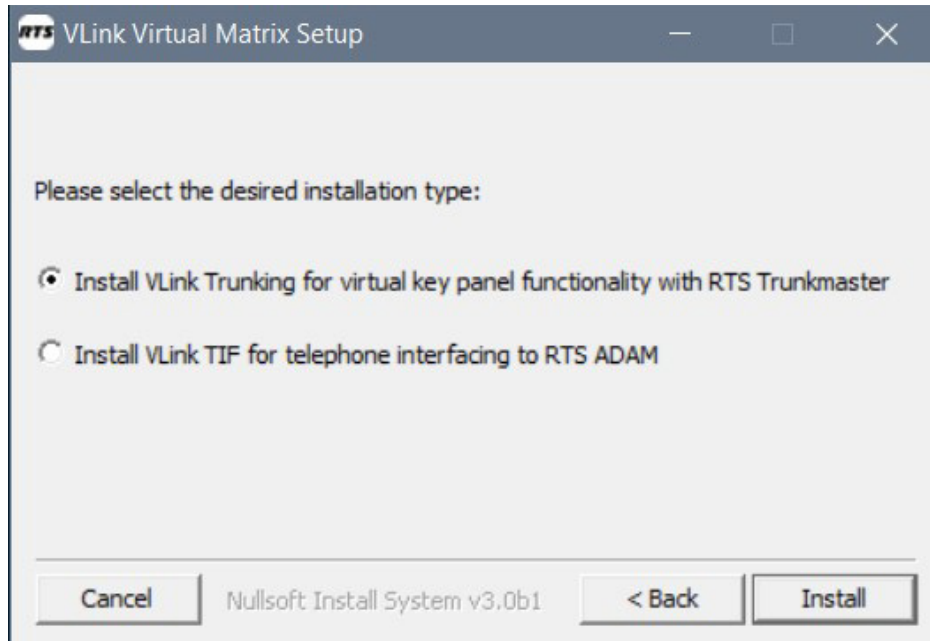 RTS VLink Virtual Matrix Setup
Please select the desired installation type:
Install VLink Trunking for virtual key panel functionality with RTS Trunkmaster
Install VLink TIF for telephone interfacing to RTS ADAM
Cancel Nullsoft Install System v3.0b1 < Back Install